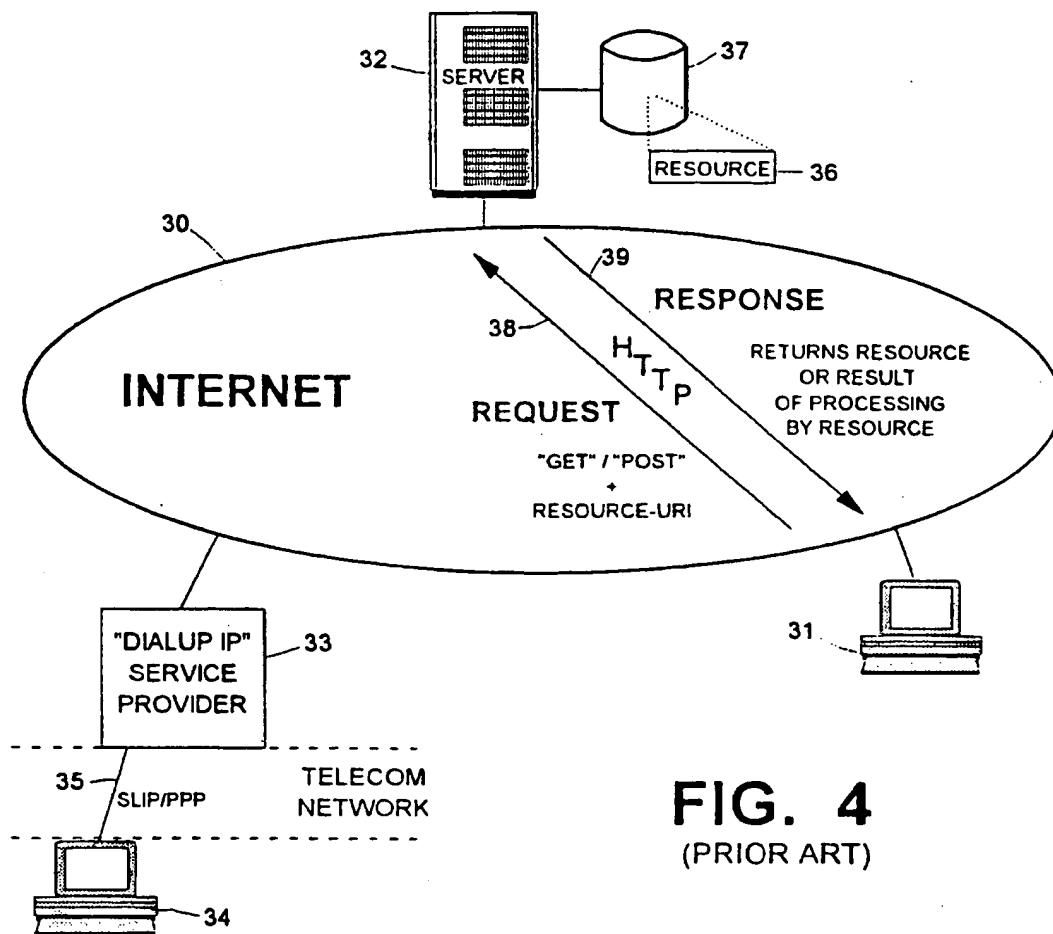 32
SERVER
37
RESOURCE
36
30
39
RESPONSE
38
HTTP
RETURNS RESOURCE
OR RESULT
OF PROCESSING
BY RESOURCE
INTERNET
REQUEST
"GET" / "POST"
+
RESOURCE-URI
31
"DIALUP IP"
SERVICE
PROVIDER
33
35
SLIP/PPP
TELECOM
NETWORK
34
FIG. 4
(PRIOR ART)